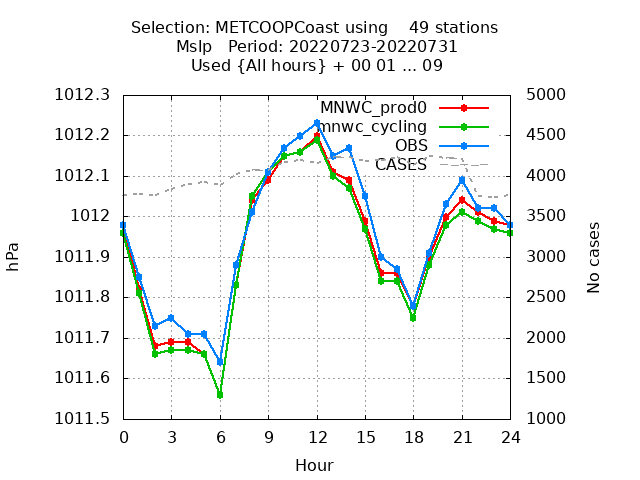 Selection: METCOOPCoast using    49 stations
Mslp   Period: 20220723-20220731
Used {All hours} + 00 01 ... 09
1012.3
1012.2
1012.1
1012
1011.9
1011.8
1011.7
1011.6
1011.5
hPa
MNWC_prod0
mnwc_cycling
OBS
CASES
5000
4500
4000
3500
3000
2500
2000
1500
1000
No cases
0 3 6 9 12 15 18 21 24
Hour